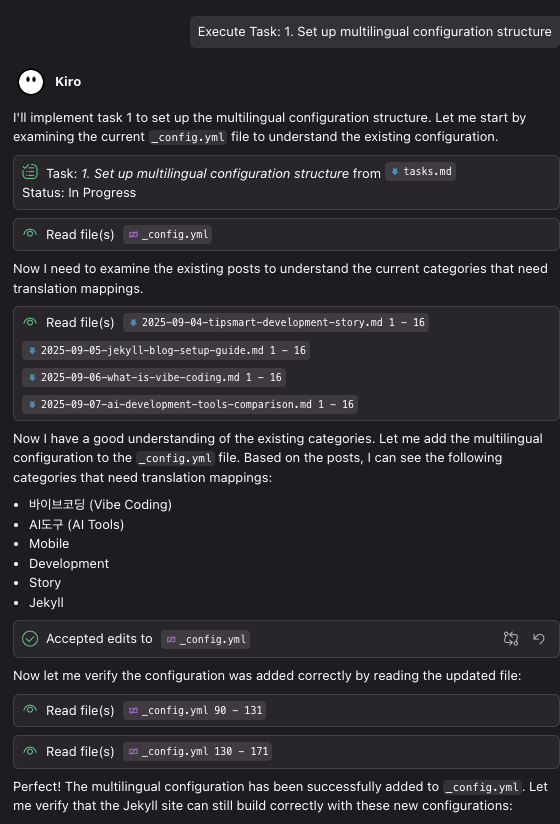 Execute Task: 1. Set up multilingual configuration structure
Kiro
I'll implement task 1 to set up the multilingual configuration structure. Let me start by
examining the current _config.yml file to understand the existing configuration.
Task: 1. Set up multilingual configuration structure from tasks.md
Status: In Progress
Read file(s) _config.yml
Now I need to examine the existing posts to understand the current categories that need
translation mappings.
Read file(s) 2025-09-04-tipsmart-development-story.md 1 - 16
2025-09-05-jekyll-blog-setup-guide.md 1 - 16
2025-09-06-what-is-vibe-coding.md 1 - 16
2025-09-07-ai-development-tools-comparison.md 1 - 16
Now I have a good understanding of the existing categories. Let me add the multilingual
configuration to the _config.yml file. Based on the posts, I can see the following
categories that need translation mappings:
• 바이브코딩 (Vibe Coding)
• AI도구 (AI Tools)
• Mobile
• Development
• Story
• Jekyll
Accepted edits to _config.yml
Now let me verify the configuration was added correctly by reading the updated file:
Read file(s) _config.yml 90 - 131
Read file(s) _config.yml 130 - 171
Perfect! The multilingual configuration has been successfully added to _config.yml. Let
me verify that the Jekyll site can still build correctly with these new configurations: